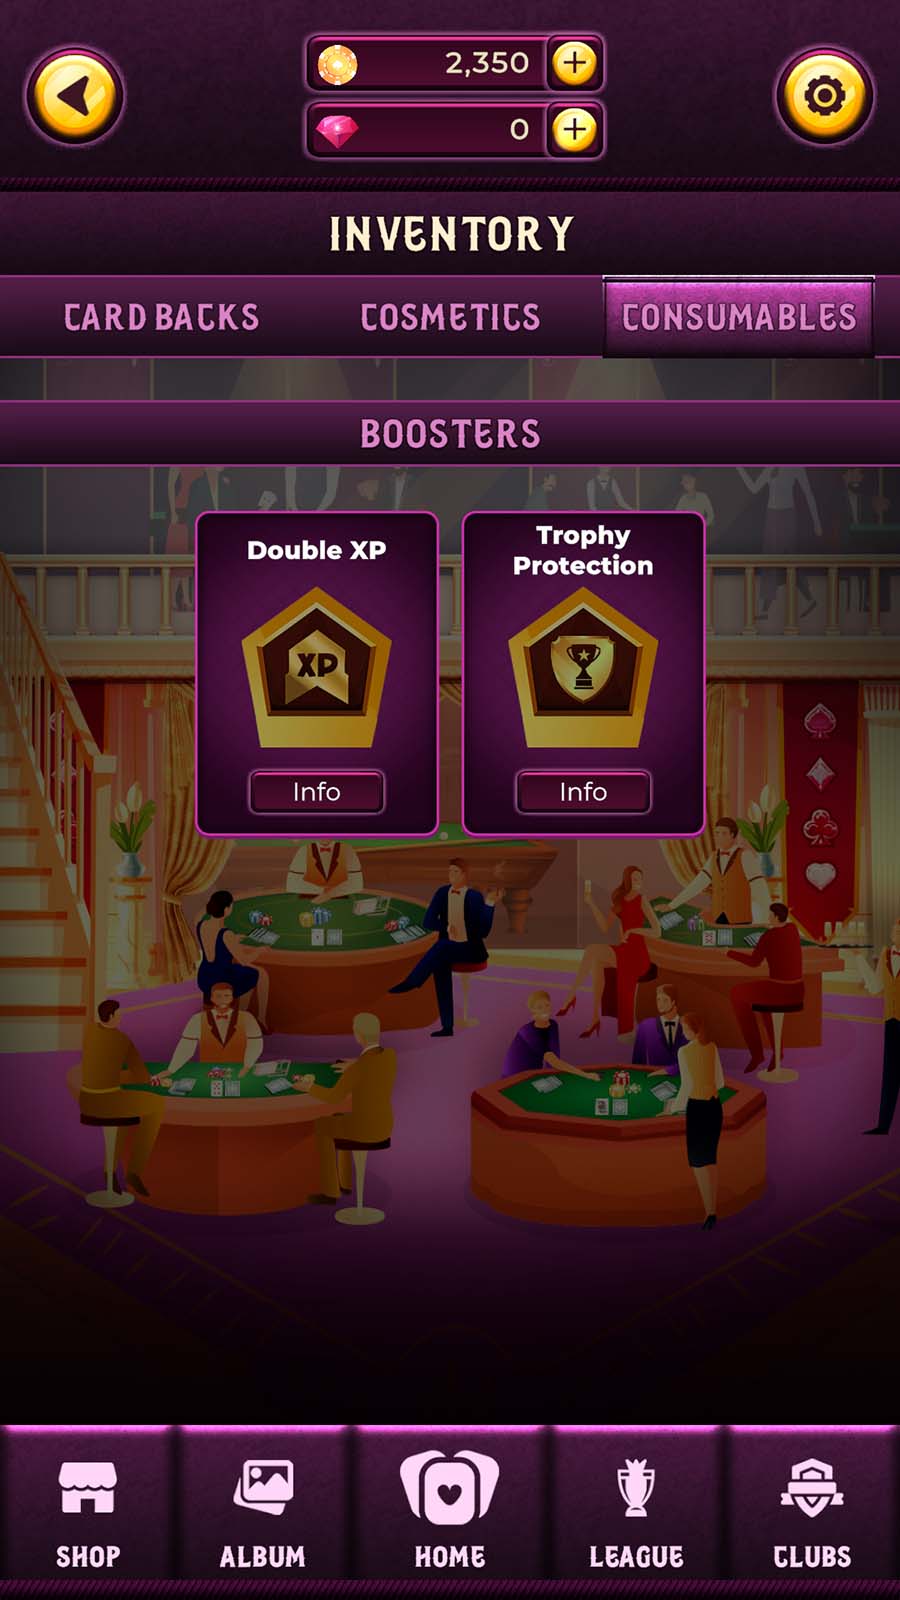 2,350
0
INVENTORY
CARD BACKS
COSMETICS
CONSUMABLES
BOOSTERS
Double XP
XP
Info
Trophy
Protection
Info
SHOP
ALBUM
HOME
LEAGUE
CLUBS